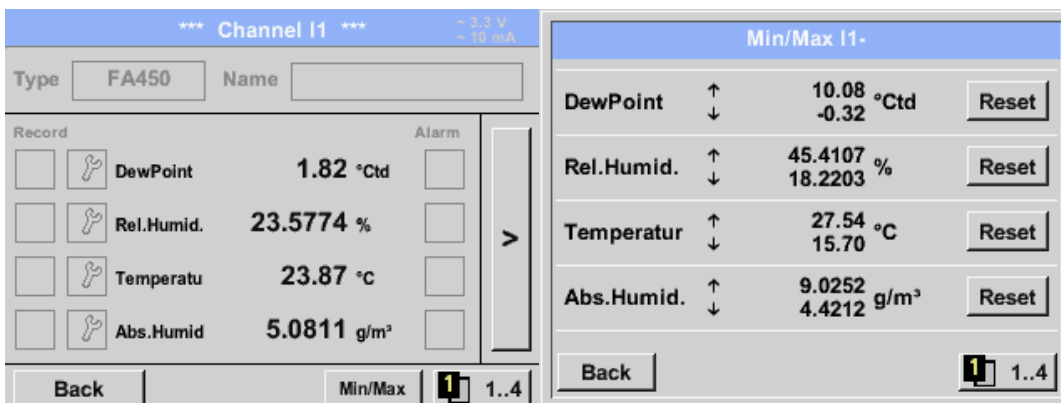 *** Channel I1 ***
~ 3.3 V
~ 10 mA
Type FA450 Name
Record Alarm
DewPoint 1.82 °Ctd
Rel.Humid. 23.5774 %
Temperatu 23.87 °C
Abs.Humid 5.0811 g/m³
>
Back Min/Max 1 1..4
Min/Max I1-
DewPoint ↑ 10.08 °Ctd Reset
↓ -0.32
Rel.Humid. ↑ 45.4107 % Reset
↓ 18.2203
Temperatur ↑ 27.54 °C Reset
↓ 15.70
Abs.Humid. ↑ 9.0252 g/m³ Reset
↓ 4.4212
Back 1 1..4